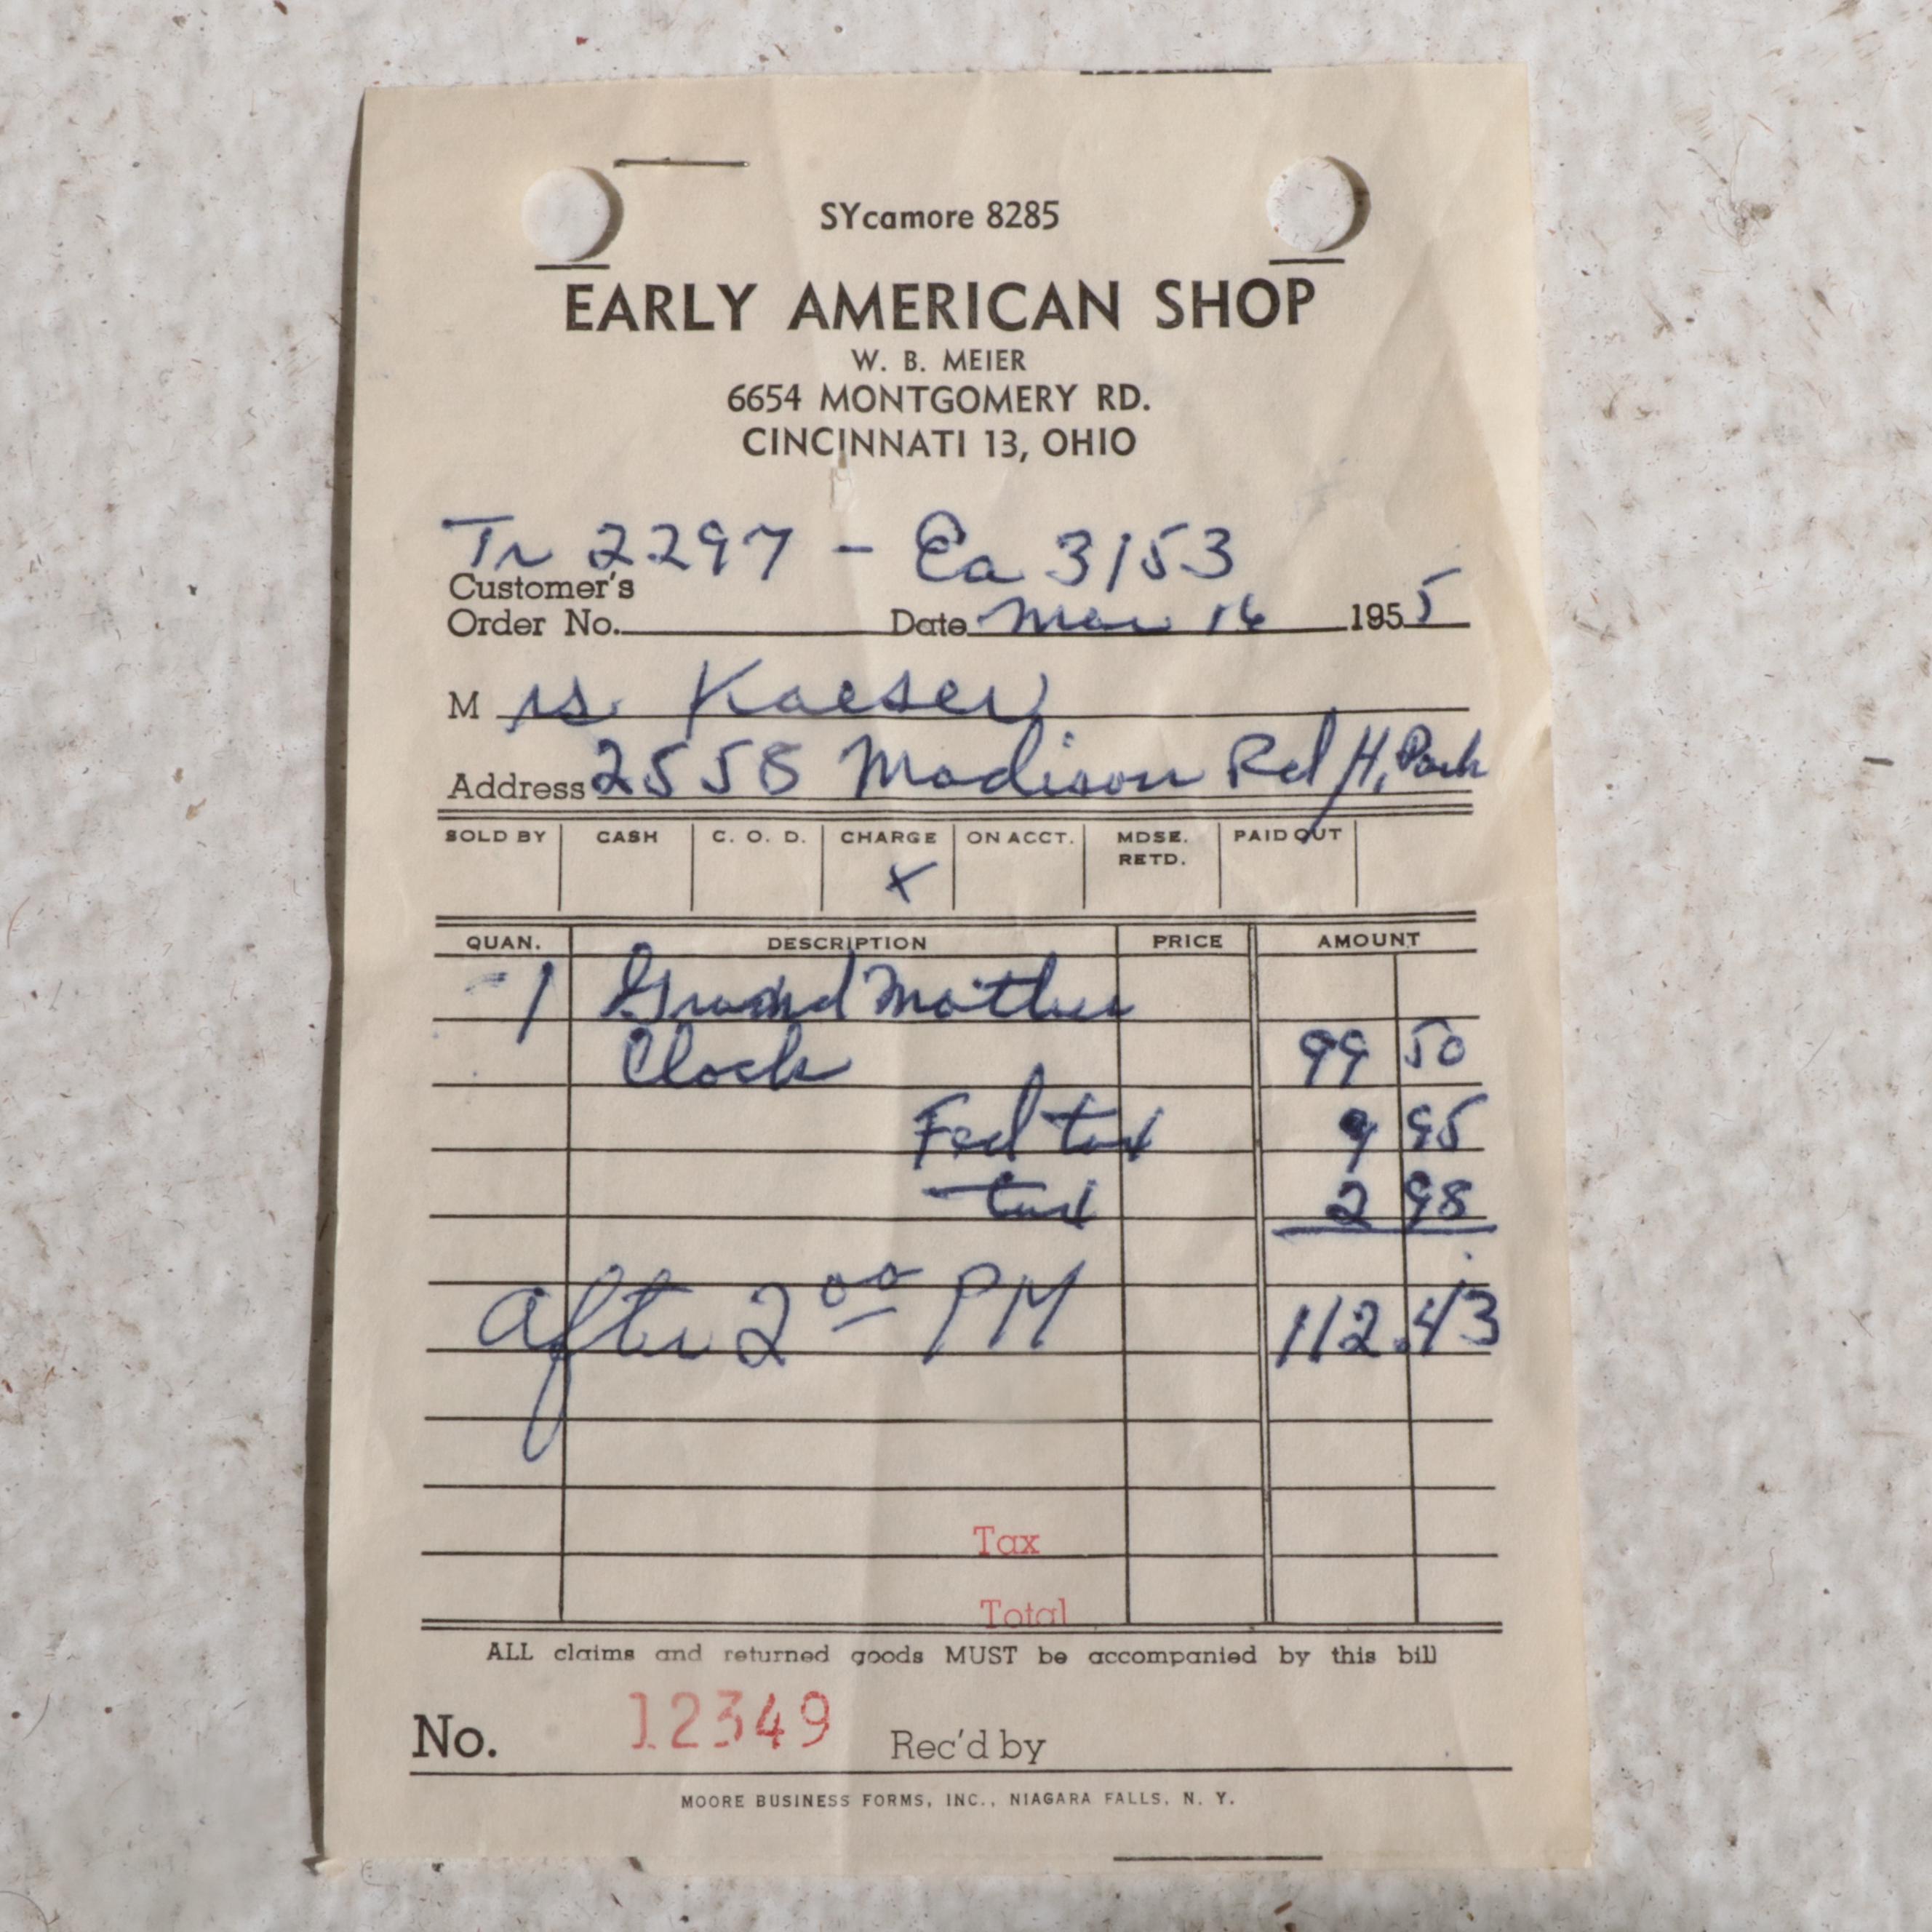 SYcamore 8285
EARLY AMERICAN SHOP
W. B. MEIER
6654 MONTGOMERY RD.
CINCINNATI 13, OHIO
Tr 2297 - Ea 3153
Customer's
Order No. Date Mar 16 1955
M rs. Kaeser
Address 2558 Madison Rd H. Park
SOLD BY CASH C. O. D. CHARGE ON ACCT. MDSE. RETD. PAID OUT
X
QUAN. DESCRIPTION PRICE AMOUNT
1 Grand Mother
Clock 99 50
Fed tax 9 95
tax 2 98
After 2 00 PM 112.43
Tax
Total
ALL claims and returned goods MUST be accompanied by this bill
No. 12349 Rec'd by
MOORE BUSINESS FORMS, INC., NIAGARA FALLS, N. Y.